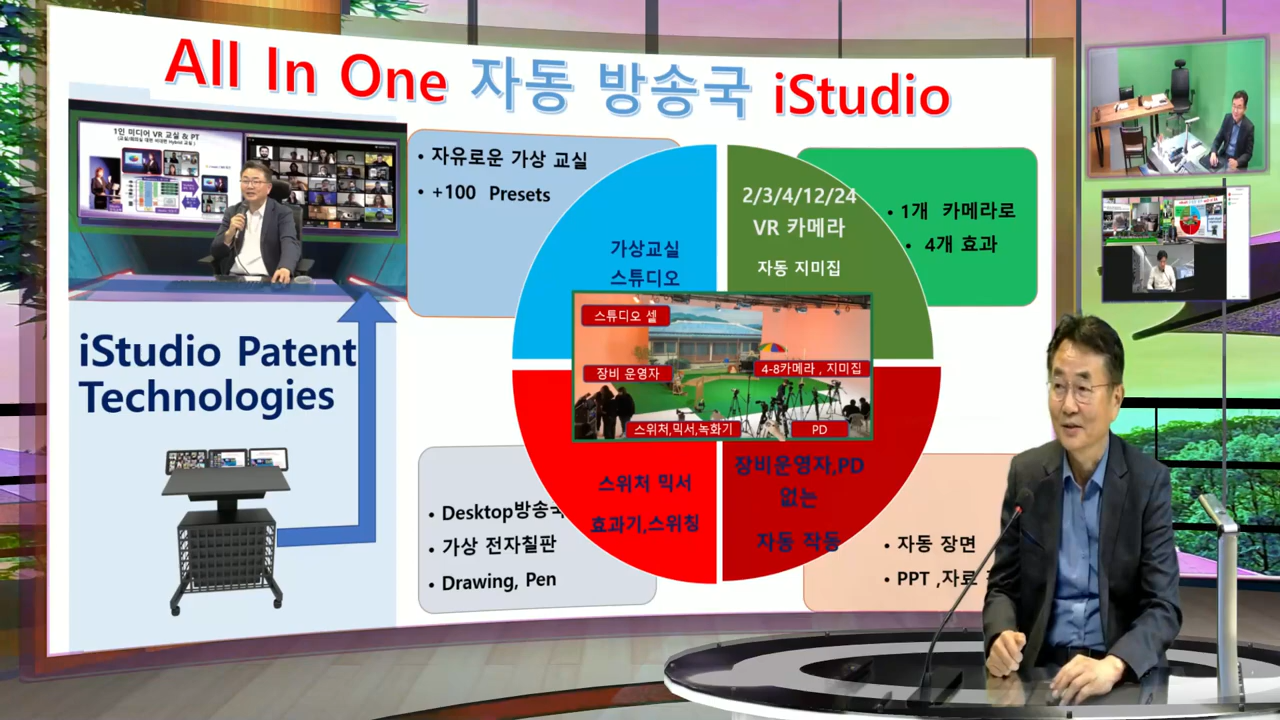 All In One 자동 방송국 iStudio
1인 미디어 VR 교실 & PT
• 자유로운 가상 교실
• +100 Presets
가상교실
스튜디오
2/3/4/12/24
VR 카메라
자동 지미집
• 1개 카메라로
• 4개 효과
iStudio Patent
Technologies
스튜디오 셑
장비 운영자
4-8카메라 , 지미집
스위처,믹서,녹화기
PD
• Desktop방송국
• 가상 전자칠판
• Drawing, Pen
스위처 믹서
효과기,스위칭
장비운영자,PD
없는
자동 작동
• 자동 장면
• PPT ,자료